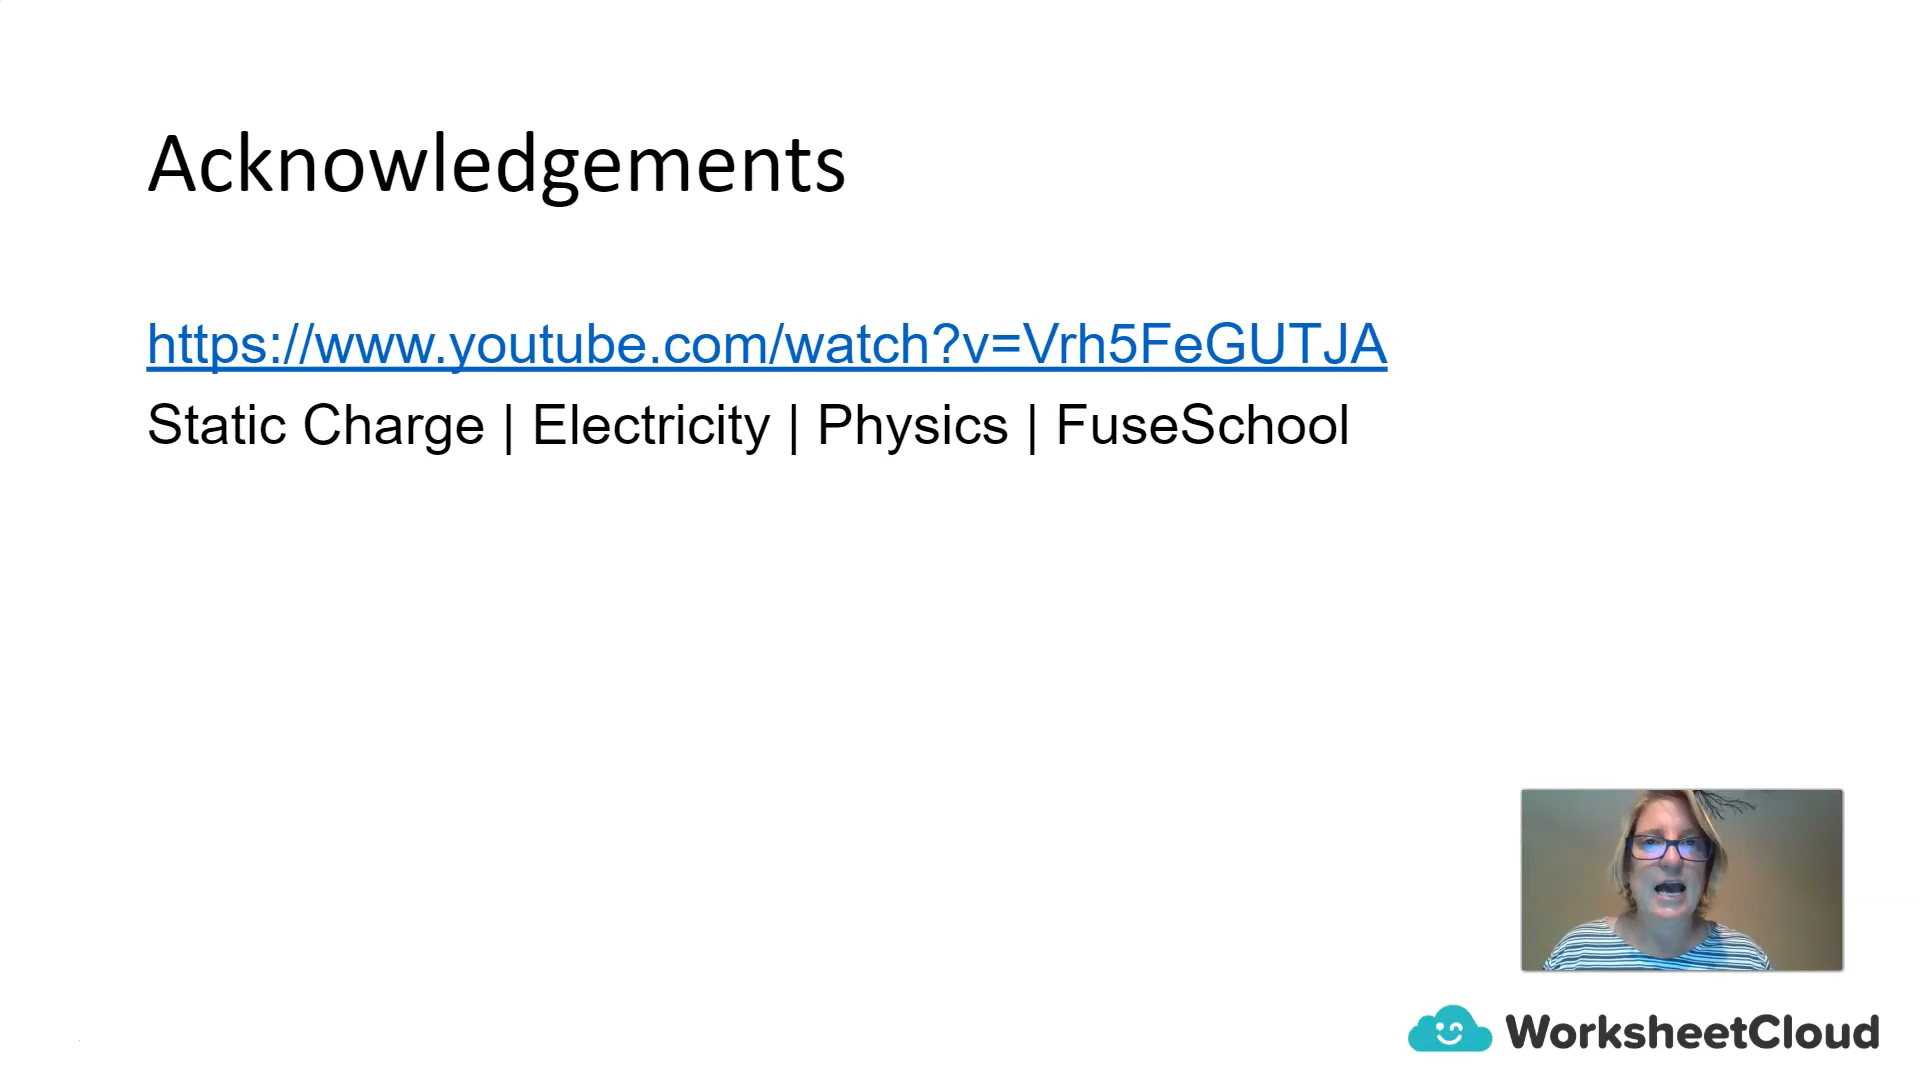 Acknowledgements
https://www.youtube.com/watch?v=Vrh5FeGUTJA
Static Charge | Electricity | Physics | FuseSchool
WorksheetCloud